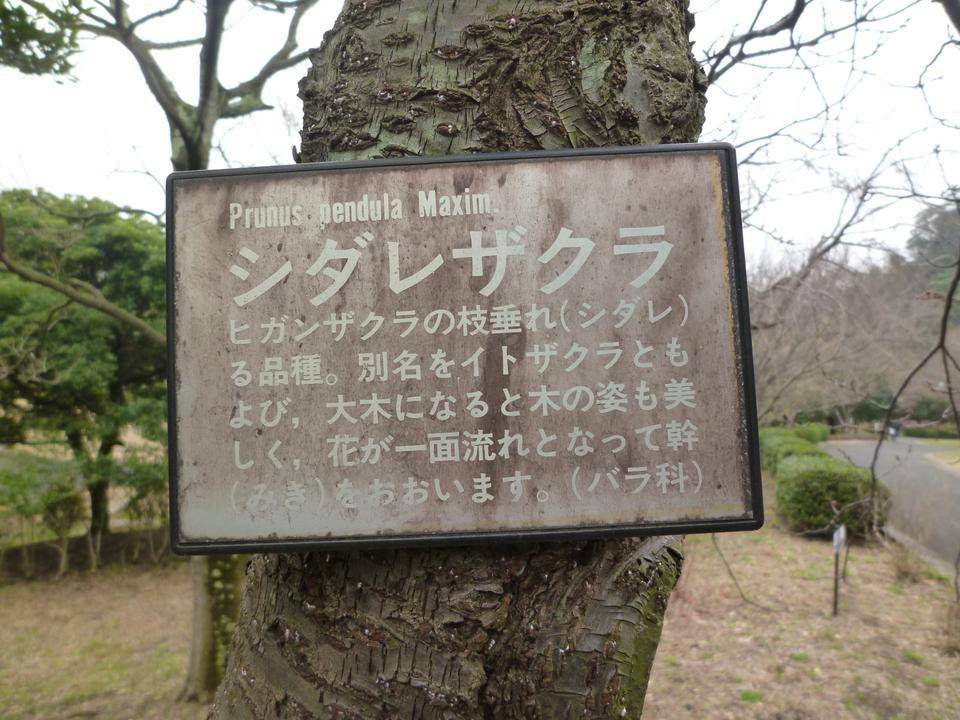 Prunus pendula Maxim.
シダレザクラ
ヒガンザクラの枝垂れ(シダレ)
る品種。別名をイトザクラとも
よび，大木になると木の姿も美
しく，花が一面流れとなって幹
(みき)をおおいます。(バラ科)